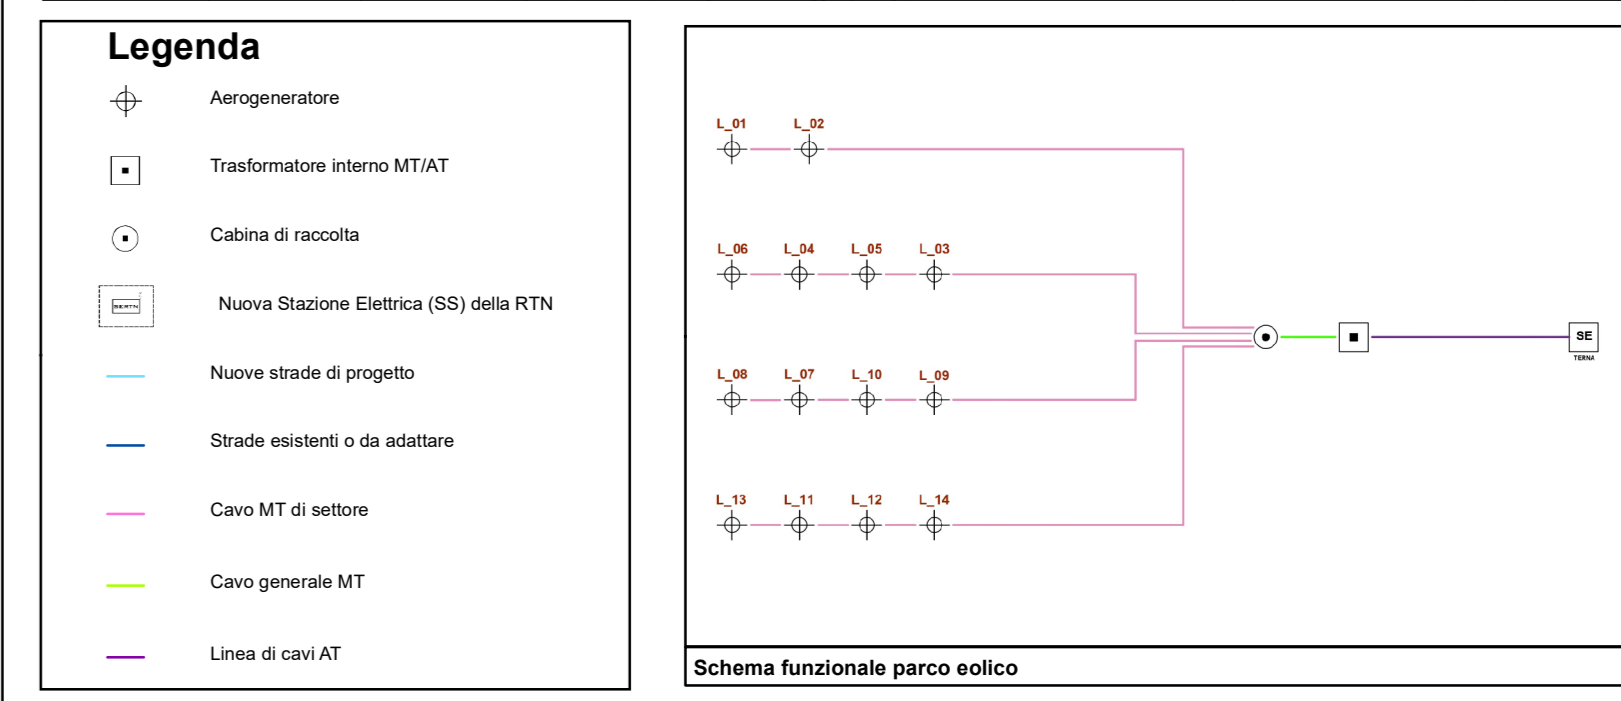 Legenda
Aerogeneratore
Trasformatore interno MT/AT
Cabina di raccolta
SERTN
Nuova Stazione Elettrica (SS) della RTN
Nuove strade di progetto
Strade esistenti o da adattare
Cavo MT di settore
Cavo generale MT
Linea di cavi AT
L_01 L_02
L_06 L_04 L_05 L_03
SE
TERNA
L_08 L_07 L_10 L_09
L_13 L_11 L_12 L_14
Schema funzionale parco eolico